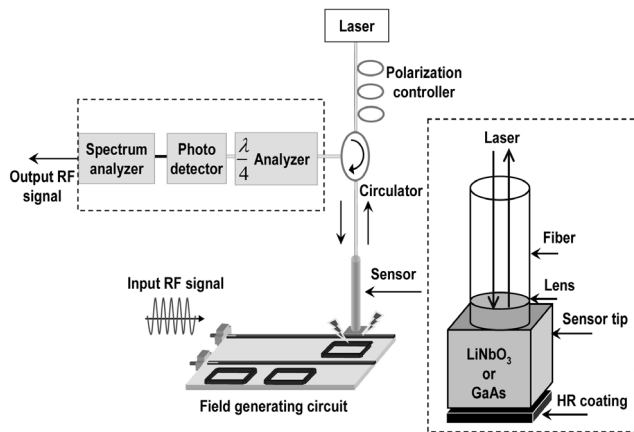 Laser
Polarization
controller
Spectrum
analyzer
Photo
detector
λ/4 Analyzer
Output RF
signal
Circulator
Sensor
Input RF signal
Field generating circuit
Laser
Fiber
Lens
Sensor tip
LiNbO₃
or
GaAs
HR coating